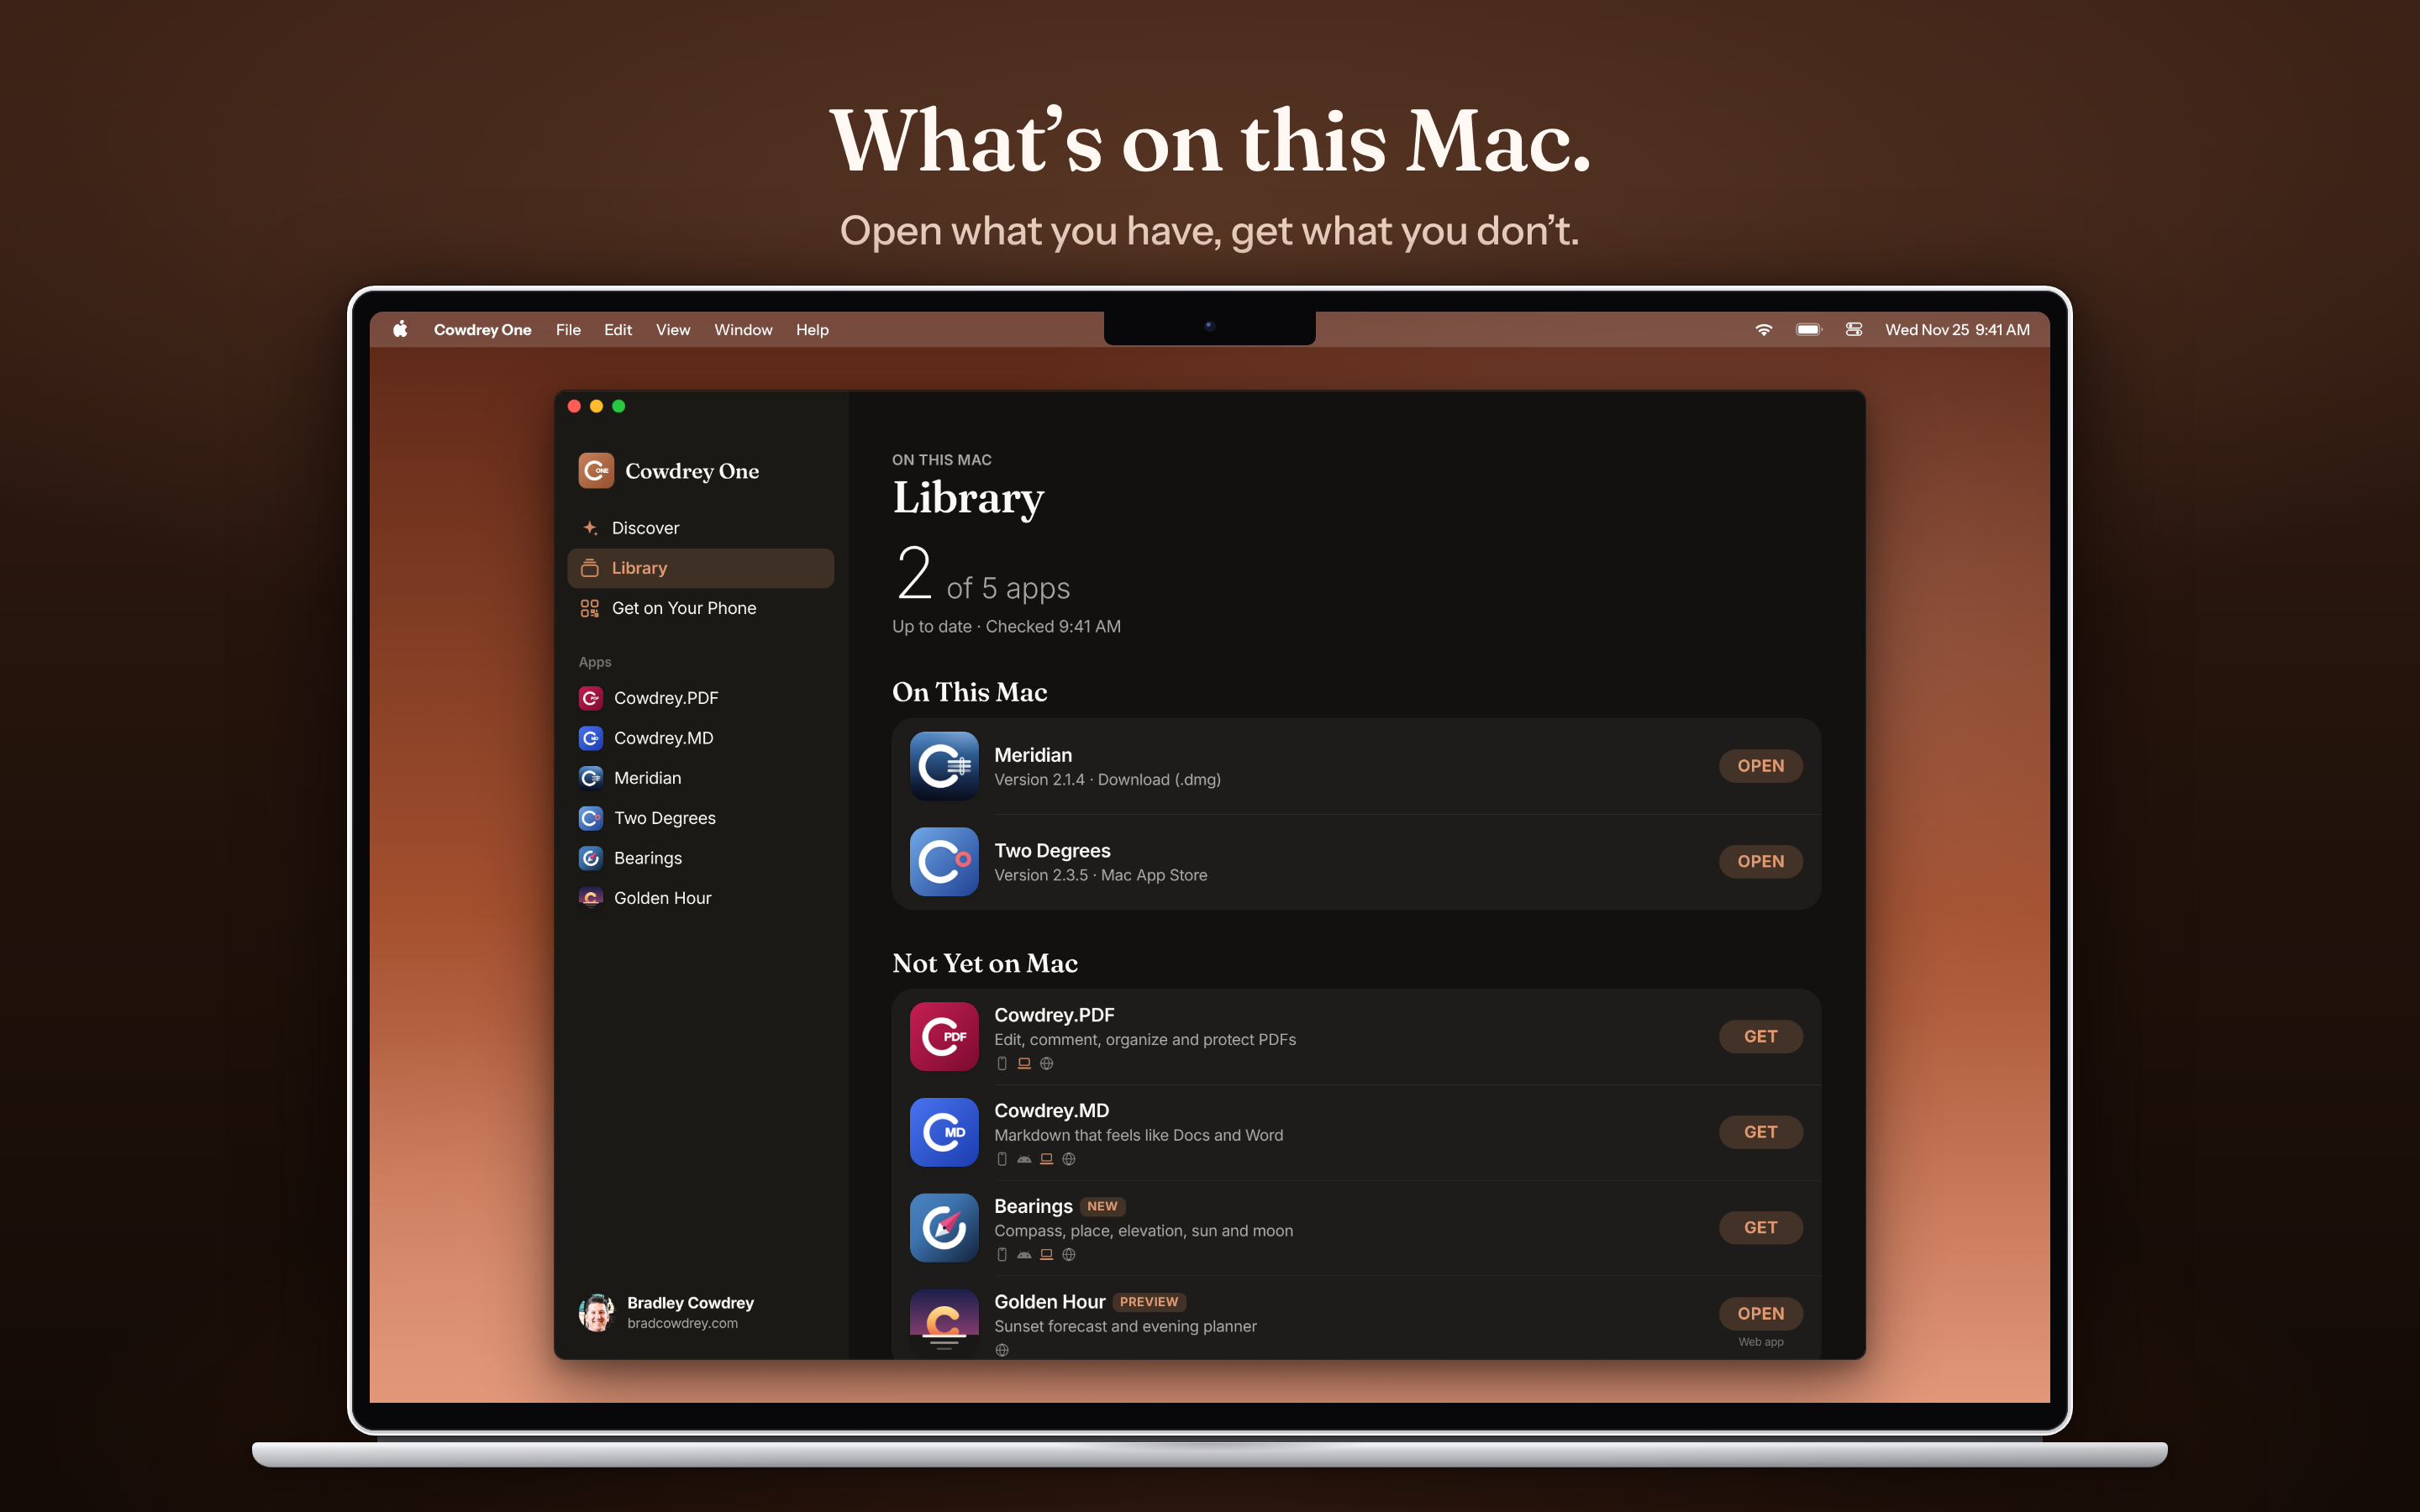 What’s on this Mac.
Open what you have, get what you don’t.
Cowdrey One File Edit View Window Help
Wed Nov 25 9:41 AM
ONE
Cowdrey One
Discover
Library
Get on Your Phone
Apps
Cowdrey.PDF
Cowdrey.MD
Meridian
Two Degrees
Bearings
Golden Hour
Bradley Cowdrey
bradcowdrey.com
ON THIS MAC
Library
2 of 5 apps
Up to date · Checked 9:41 AM
On This Mac
Meridian
Version 2.1.4 · Download (.dmg)
OPEN
Two Degrees
Version 2.3.5 · Mac App Store
OPEN
Not Yet on Mac
PDF
Cowdrey.PDF
Edit, comment, organize and protect PDFs
GET
MD
Cowdrey.MD
Markdown that feels like Docs and Word
GET
Bearings NEW
Compass, place, elevation, sun and moon
GET
Golden Hour PREVIEW
Sunset forecast and evening planner
OPEN
Web app